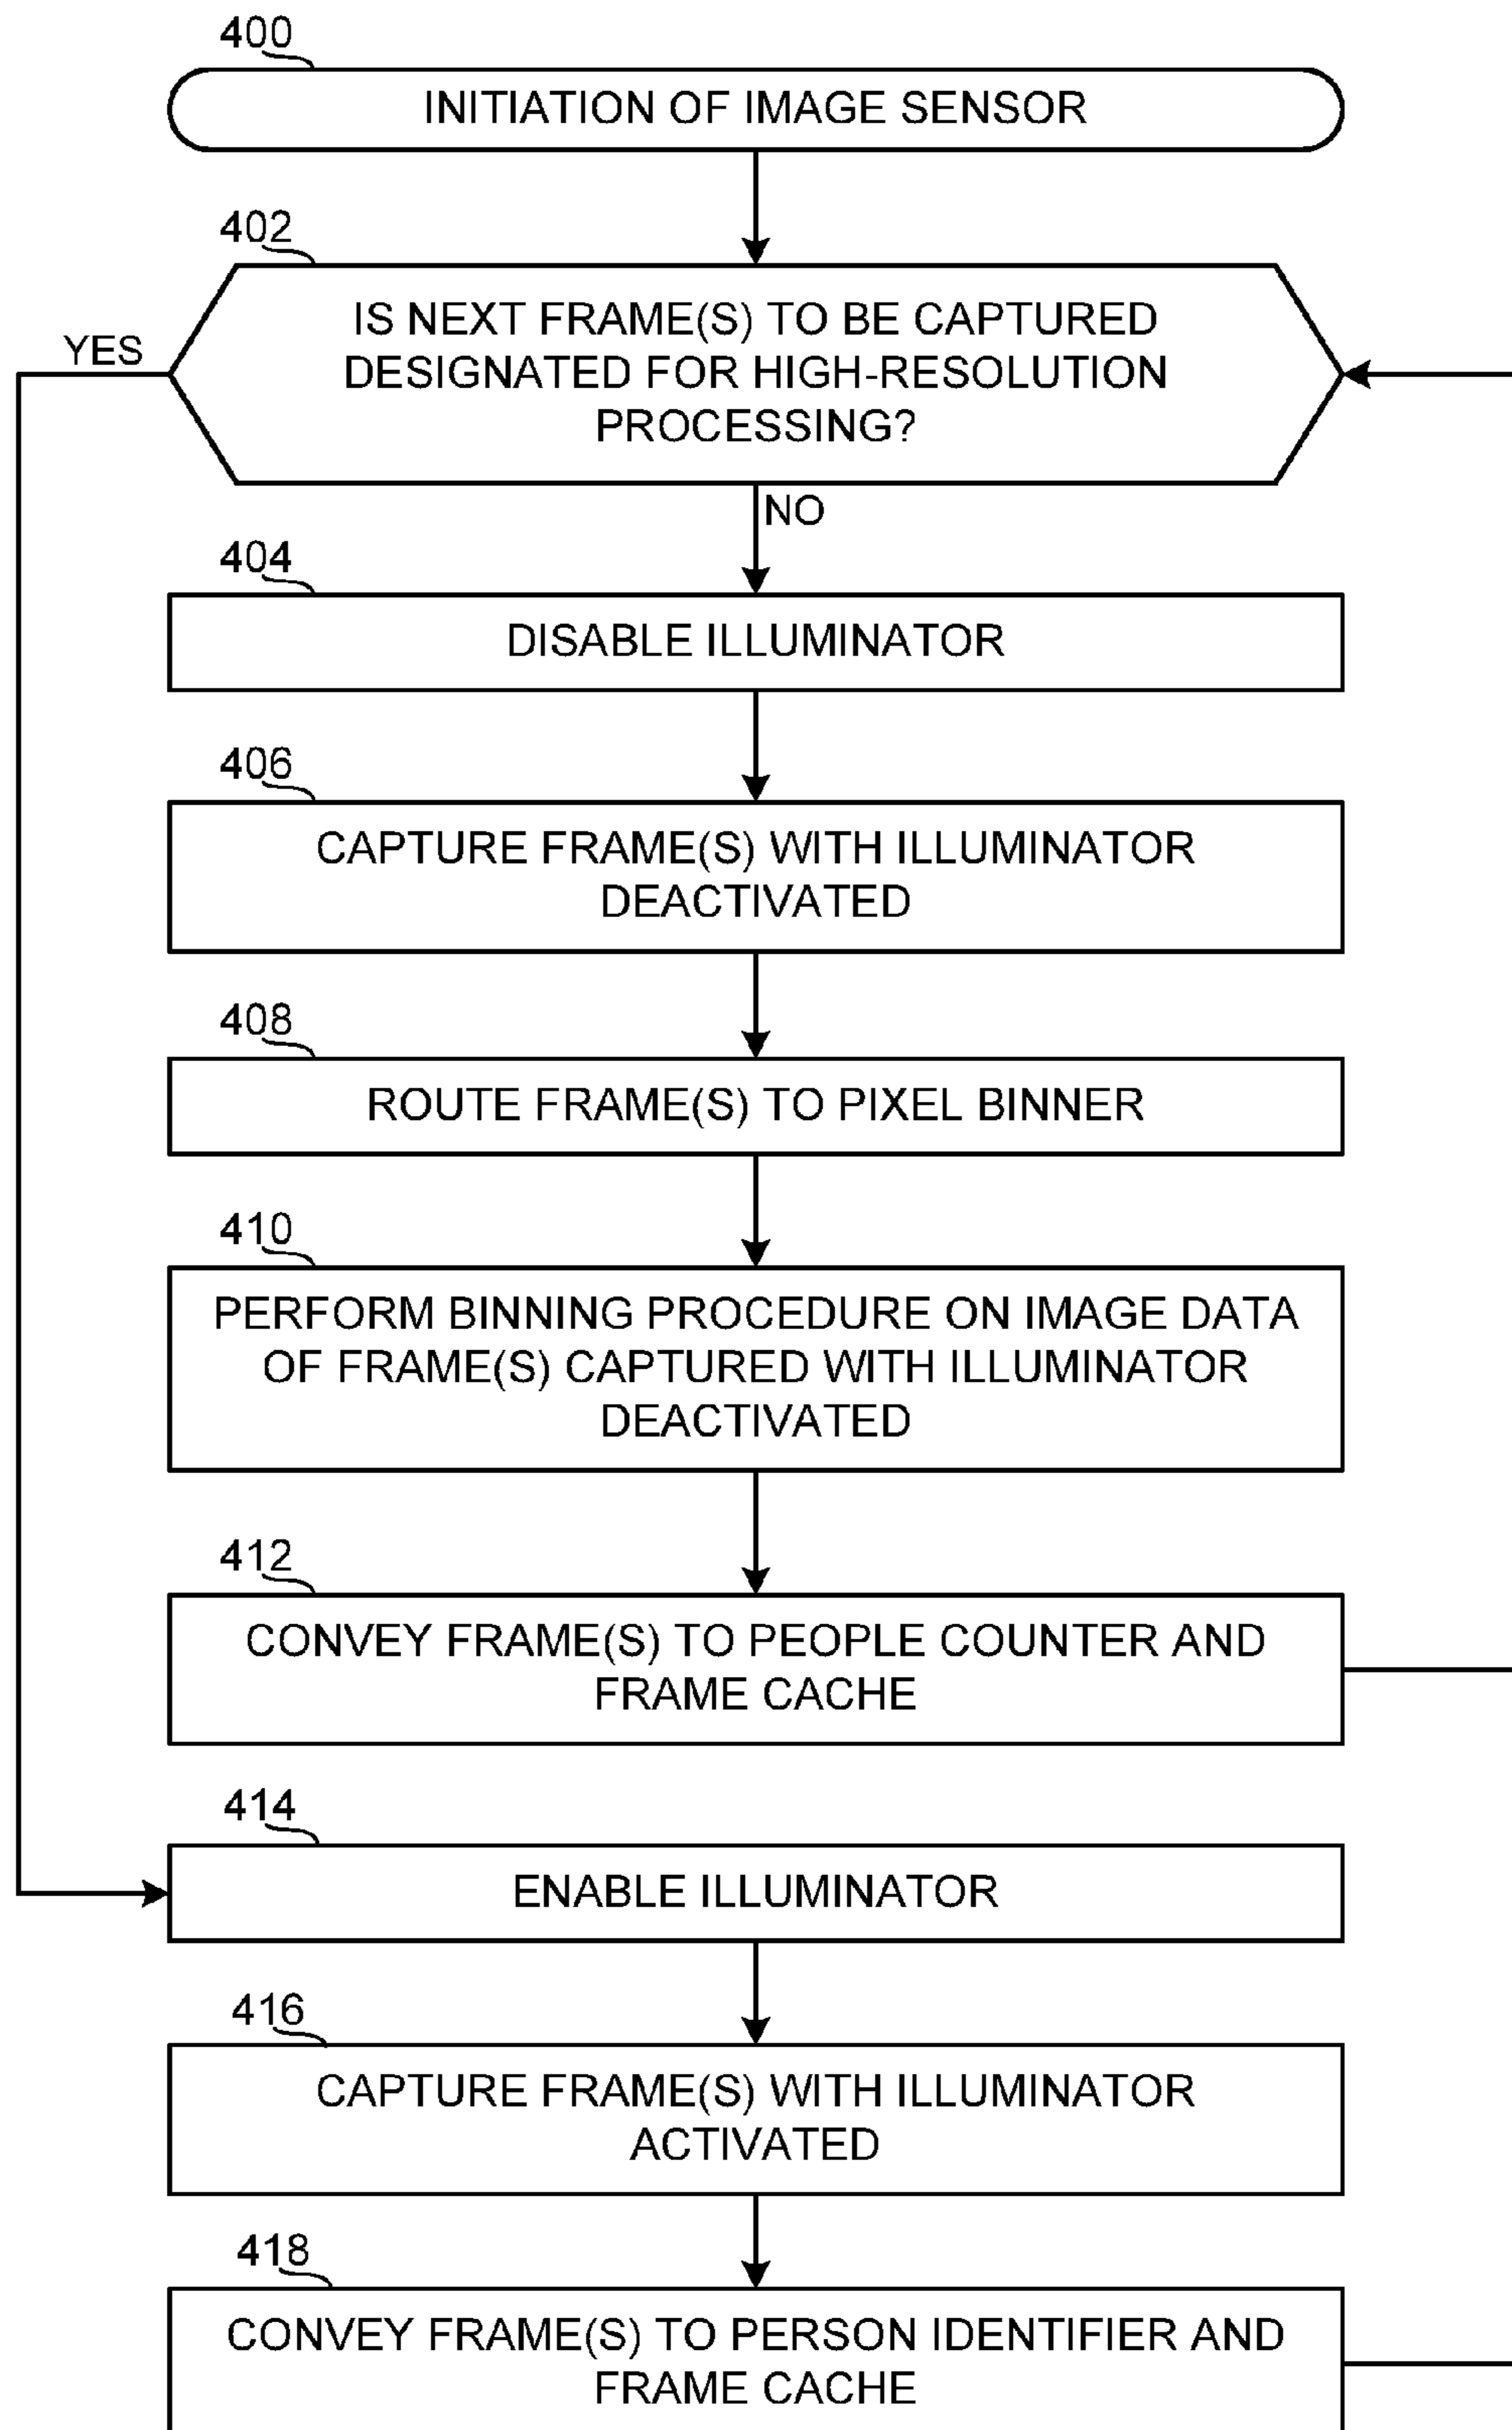 400
INITIATION OF IMAGE SENSOR
402
IS NEXT FRAME(S) TO BE CAPTURED
DESIGNATED FOR HIGH-RESOLUTION
PROCESSING?
YES
NO
404
DISABLE ILLUMINATOR
406
CAPTURE FRAME(S) WITH ILLUMINATOR
DEACTIVATED
408
ROUTE FRAME(S) TO PIXEL BINNER
410
PERFORM BINNING PROCEDURE ON IMAGE DATA
OF FRAME(S) CAPTURED WITH ILLUMINATOR
DEACTIVATED
412
CONVEY FRAME(S) TO PEOPLE COUNTER AND
FRAME CACHE
414
ENABLE ILLUMINATOR
416
CAPTURE FRAME(S) WITH ILLUMINATOR
ACTIVATED
418
CONVEY FRAME(S) TO PERSON IDENTIFIER AND
FRAME CACHE